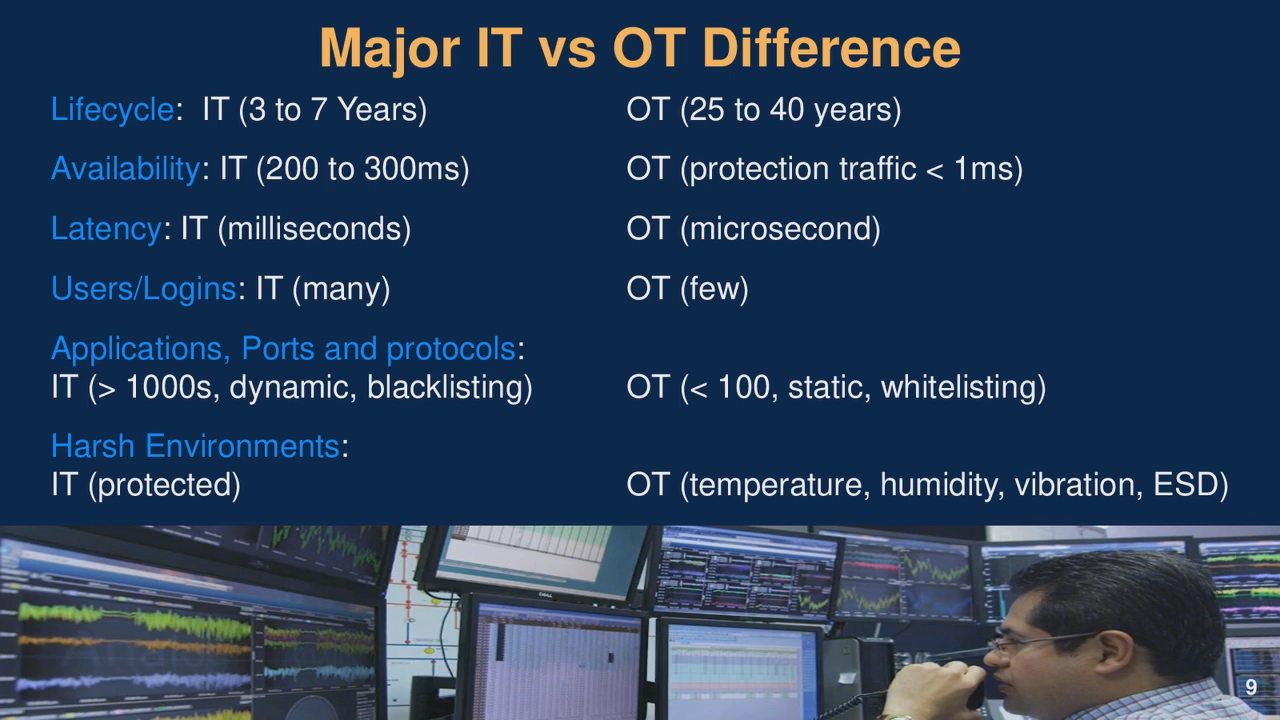 Major IT vs OT Difference
Lifecycle: IT (3 to 7 Years) OT (25 to 40 years)
Availability: IT (200 to 300ms) OT (protection traffic < 1ms)
Latency: IT (milliseconds) OT (microsecond)
Users/Logins: IT (many) OT (few)
Applications, Ports and protocols:
IT (> 1000s, dynamic, blacklisting) OT (< 100, static, whitelisting)
Harsh Environments:
IT (protected) OT (temperature, humidity, vibration, ESD)
9